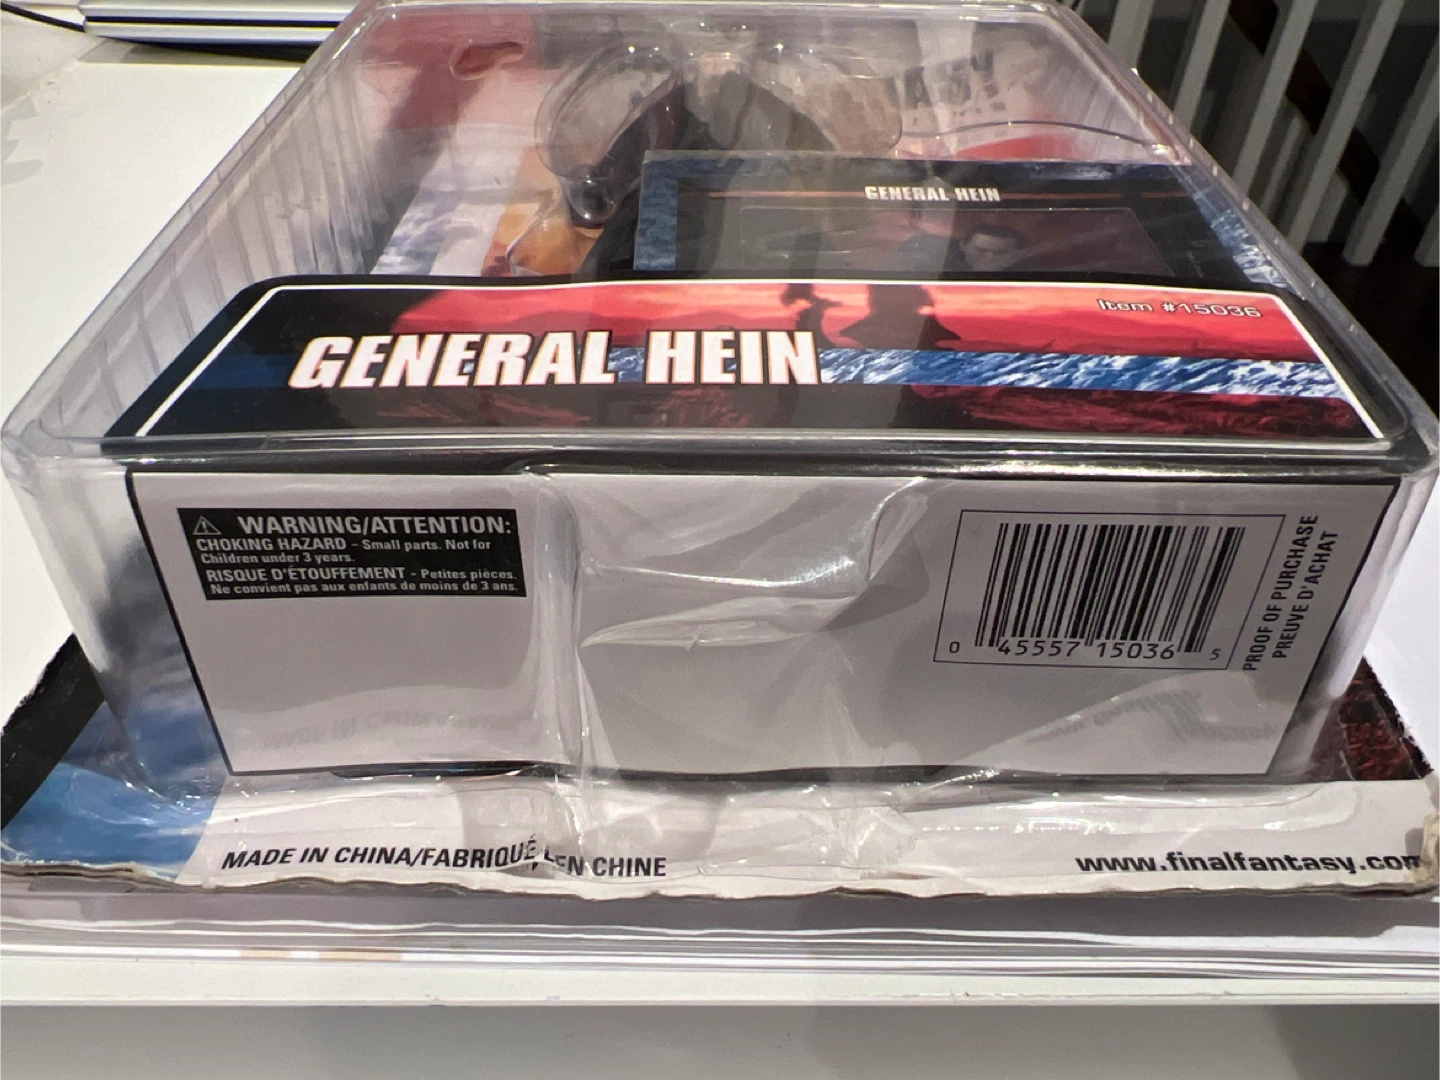 GENERAL HEIN
Item #15036
GENERAL HEIN
WARNING/ATTENTION:
CHOKING HAZARD - Small parts. Not for
Children under 3 years.
RISQUE D'ÉTOUFFEMENT - Petites pièces.
Ne convient pas aux enfants de moins de 3 ans.
0 45557 15036 5
PROOF OF PURCHASE
PREUVE D'ACHAT
MADE IN CHINA/FABRIQUÉ EN CHINE
www.finalfantasy.com